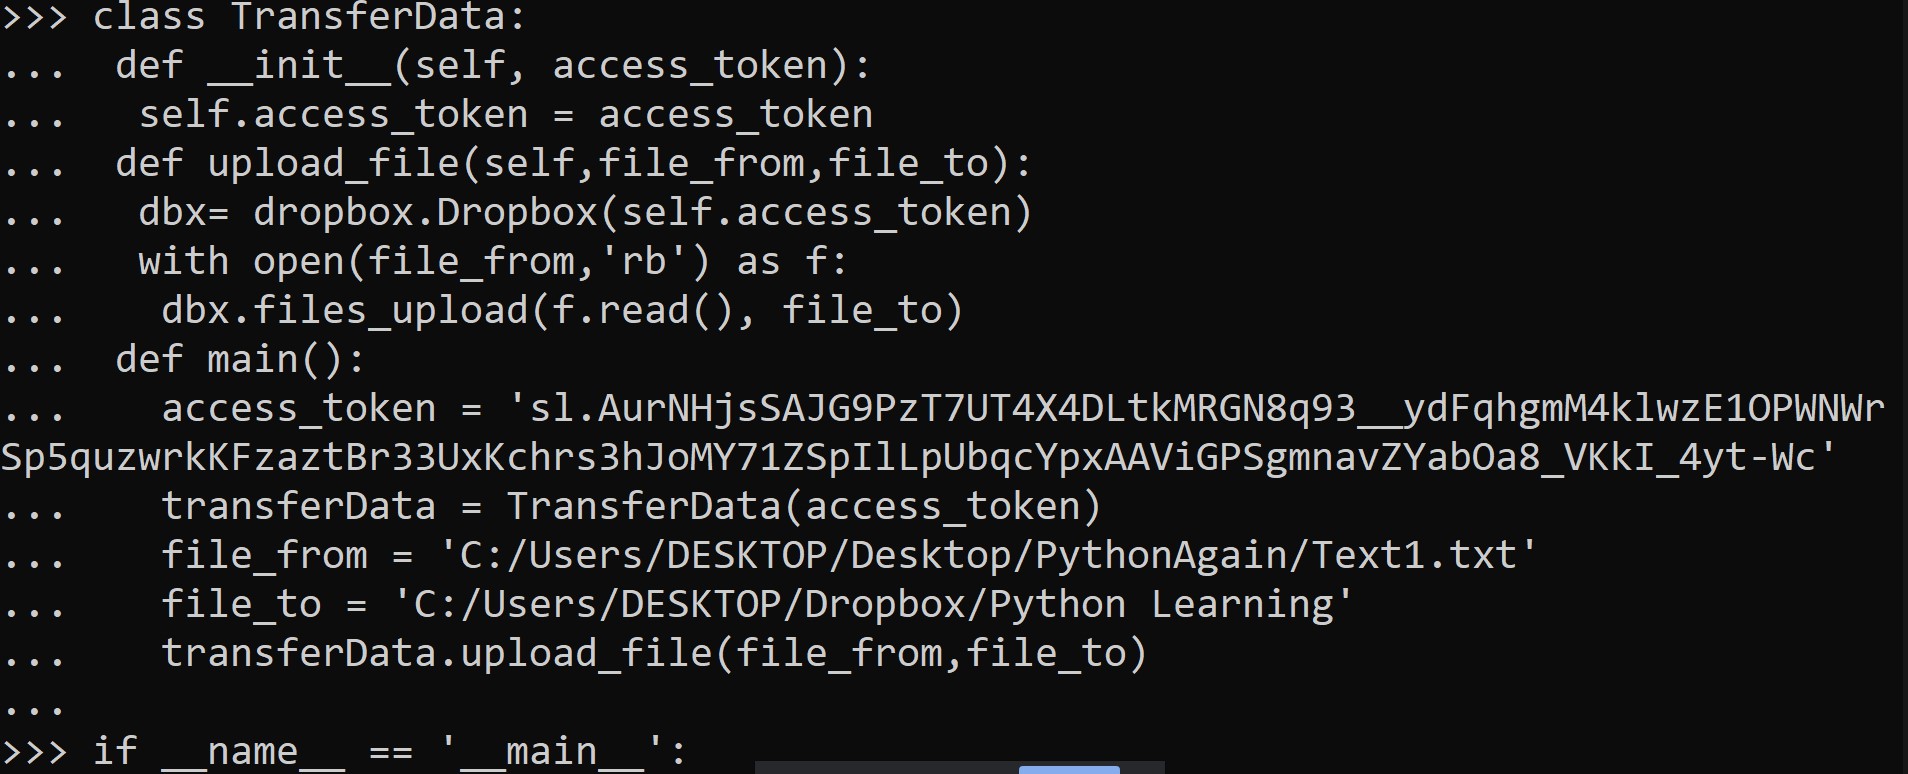 >>> class TransferData:
...  def __init__(self, access_token):
...   self.access_token = access_token
...  def upload_file(self,file_from,file_to):
...   dbx= dropbox.Dropbox(self.access_token)
...   with open(file_from,'rb') as f:
...    dbx.files_upload(f.read(), file_to)
...  def main():
...    access_token = 'sl.AurNHjsSAJG9PzT7UT4X4DLtkMRGN8q93__ydFqhgmM4klwzE1OPWNWr
Sp5quzwrkKFzaztBr33UxKchrs3hJoMY71ZSpIlLpUbqcYpxAAViGPSgmnavZYabOa8_VKkI_4yt-Wc'
...    transferData = TransferData(access_token)
...    file_from = 'C:/Users/DESKTOP/Desktop/PythonAgain/Text1.txt'
...    file_to = 'C:/Users/DESKTOP/Dropbox/Python Learning'
...    transferData.upload_file(file_from,file_to)
...
>>> if __name__ == '__main__':